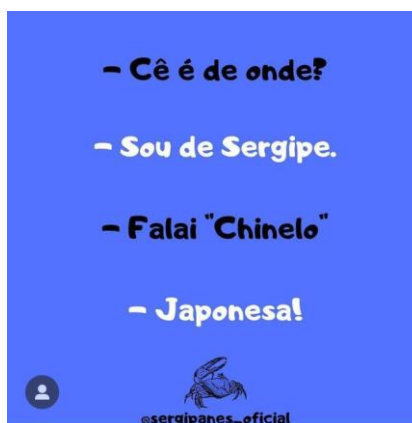 - Cê é de onde?
- Sou de Sergipe.
- Falai "Chinelo"
- Japonesa!
@sergipanes_oficial